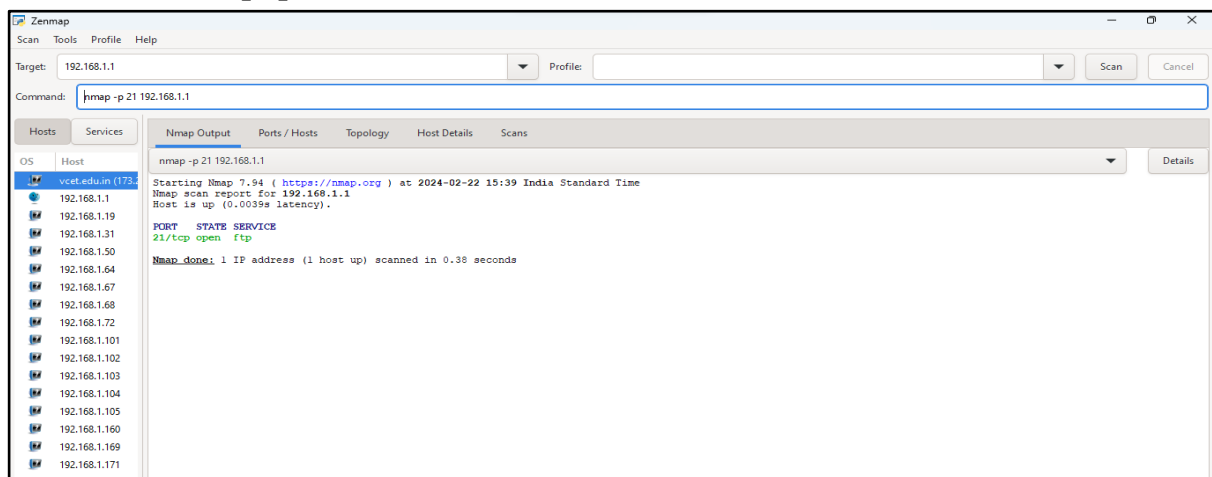 Zenmap
Scan Tools Profile Help
Target: 192.168.1.1 Profile: Scan Cancel
Command: nmap -p 21 192.168.1.1
Hosts Services Nmap Output Ports / Hosts Topology Host Details Scans
OS Host nmap -p 21 192.168.1.1 Details
vcet.edu.in (173.2
192.168.1.1
192.168.1.19
192.168.1.31
192.168.1.50
192.168.1.64
192.168.1.67
192.168.1.68
192.168.1.72
192.168.1.101
192.168.1.102
192.168.1.103
192.168.1.104
192.168.1.105
192.168.1.160
192.168.1.169
192.168.1.171
Starting Nmap 7.94 ( https://nmap.org ) at 2024-02-22 15:39 India Standard Time
Nmap scan report for 192.168.1.1
Host is up (0.0039s latency).
PORT STATE SERVICE
21/tcp open ftp
Nmap done: 1 IP address (1 host up) scanned in 0.38 seconds